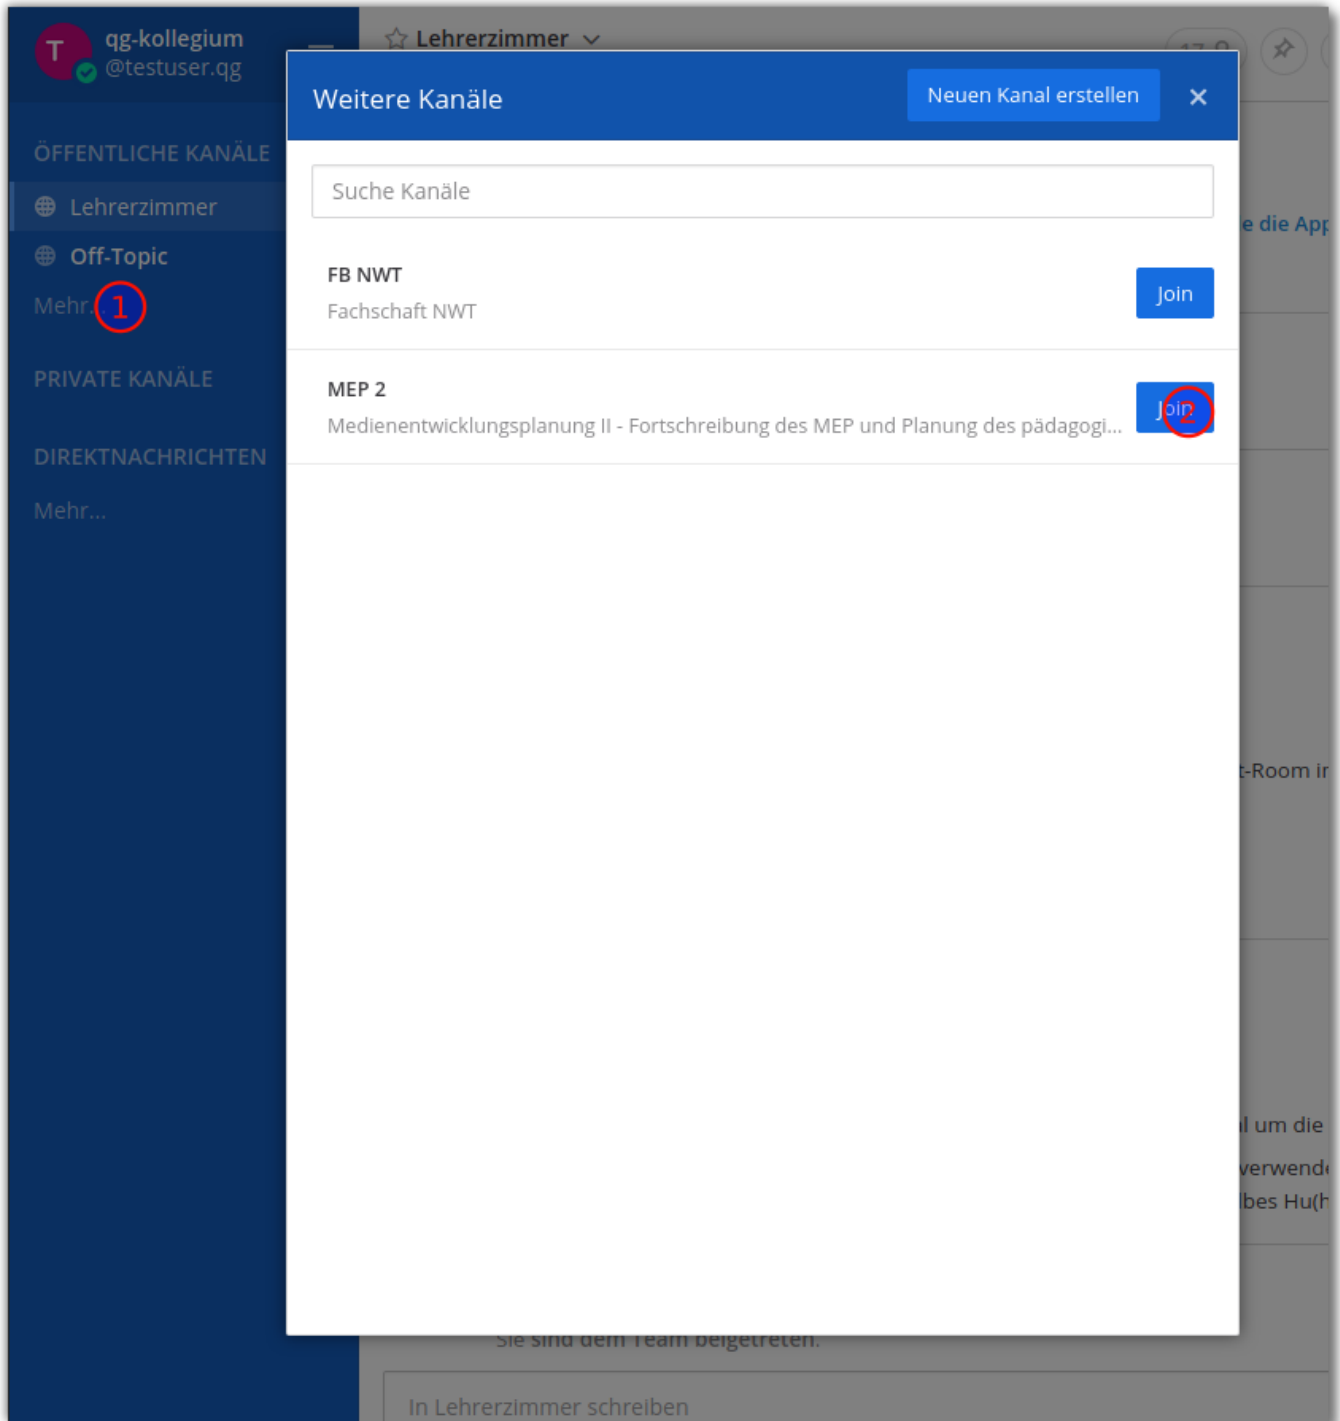 T
qg-kollegium
@testuser.qg
ÖFFENTLICHE KANÄLE
Lehrerzimmer
Off-Topic
Mehr...
1
PRIVATE KANÄLE
DIREKTNACHRICHTEN
Mehr...
Lehrerzimmer
17
Weitere Kanäle
Neuen Kanal erstellen
×
Suche Kanäle
FB NWT
Fachschaft NWT
Join
MEP 2
Medienentwicklungsplanung II - Fortschreibung des MEP und Planung des pädagogi...
Join
2
e die App
t-Room in
um die
verwende
lbes Hu(h
Sie sind dem Team beigetreten.
In Lehrerzimmer schreiben